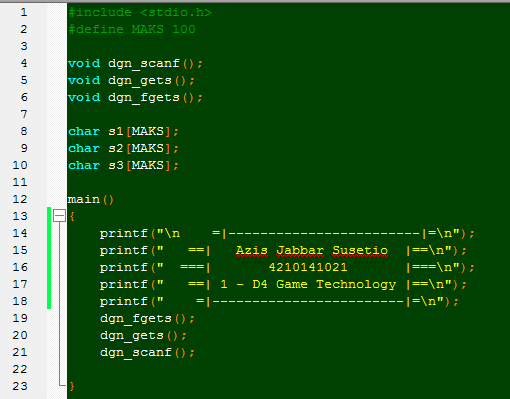 1 #include <stdio.h>
2 #define MAKS 100
3
4 void dgn_scanf();
5 void dgn_gets();
6 void dgn_fgets();
7
8 char s1[MAKS];
9 char s2[MAKS];
10 char s3[MAKS];
11
12 main()
13 {
14     printf("\n    =|------------------------|=\n");
15     printf("   ==|   Azis Jabbar Susetio  |==\n");
16     printf("  ===|       4210141021       |===\n");
17     printf("   ==| 1 - D4 Game Technology |==\n");
18     printf("    =|------------------------|=\n");
19     dgn_fgets();
20     dgn_gets();
21     dgn_scanf();
22
23 }